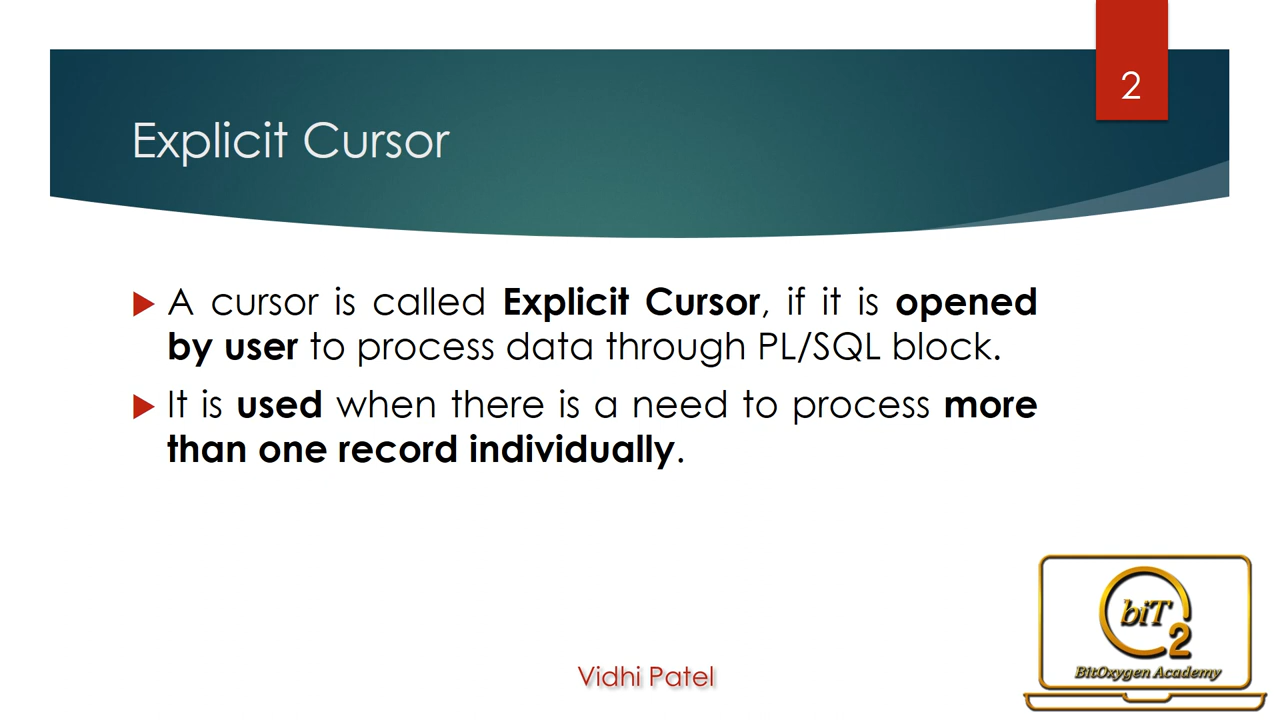 2
Explicit Cursor
A cursor is called Explicit Cursor, if it is opened
by user to process data through PL/SQL block.
It is used when there is a need to process more
than one record individually.
biT
2
BitOxygen Academy
Vidhi Patel